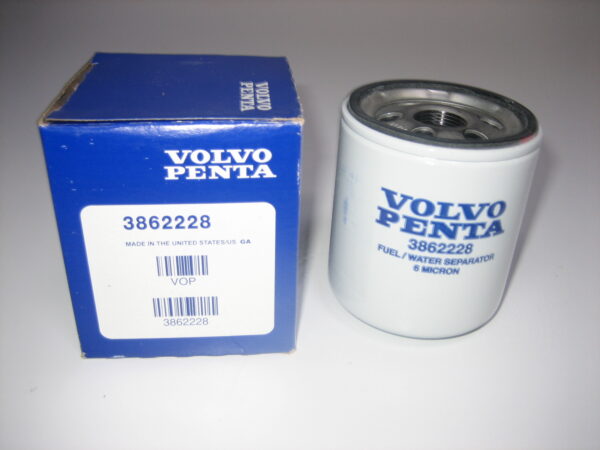 VOLVO
PENTA
VOLVO
PENTA
3862228
MADE IN THE UNITED STATES/US GA
VOP
3862228
VOLVO
PENTA
3862228
FUEL / WATER SEPARATOR
6 MICRON